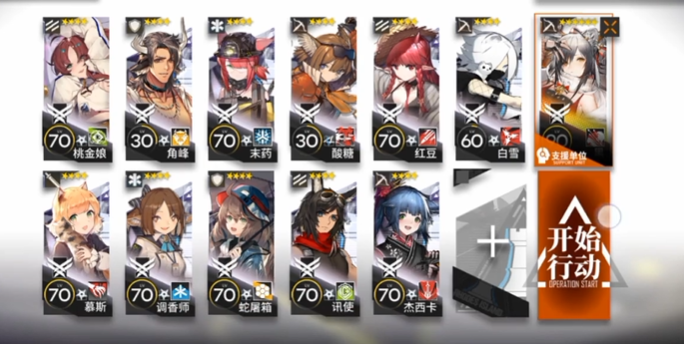 70
桃金娘
30
角峰
70
末药
30
酸糖
70
红豆
60
白雪
支援单位
SUPPORT UNIT
70
慕斯
70
调香师
70
蛇屠箱
70
讯使
70
杰西卡
+
开始
行动
OPERATION START